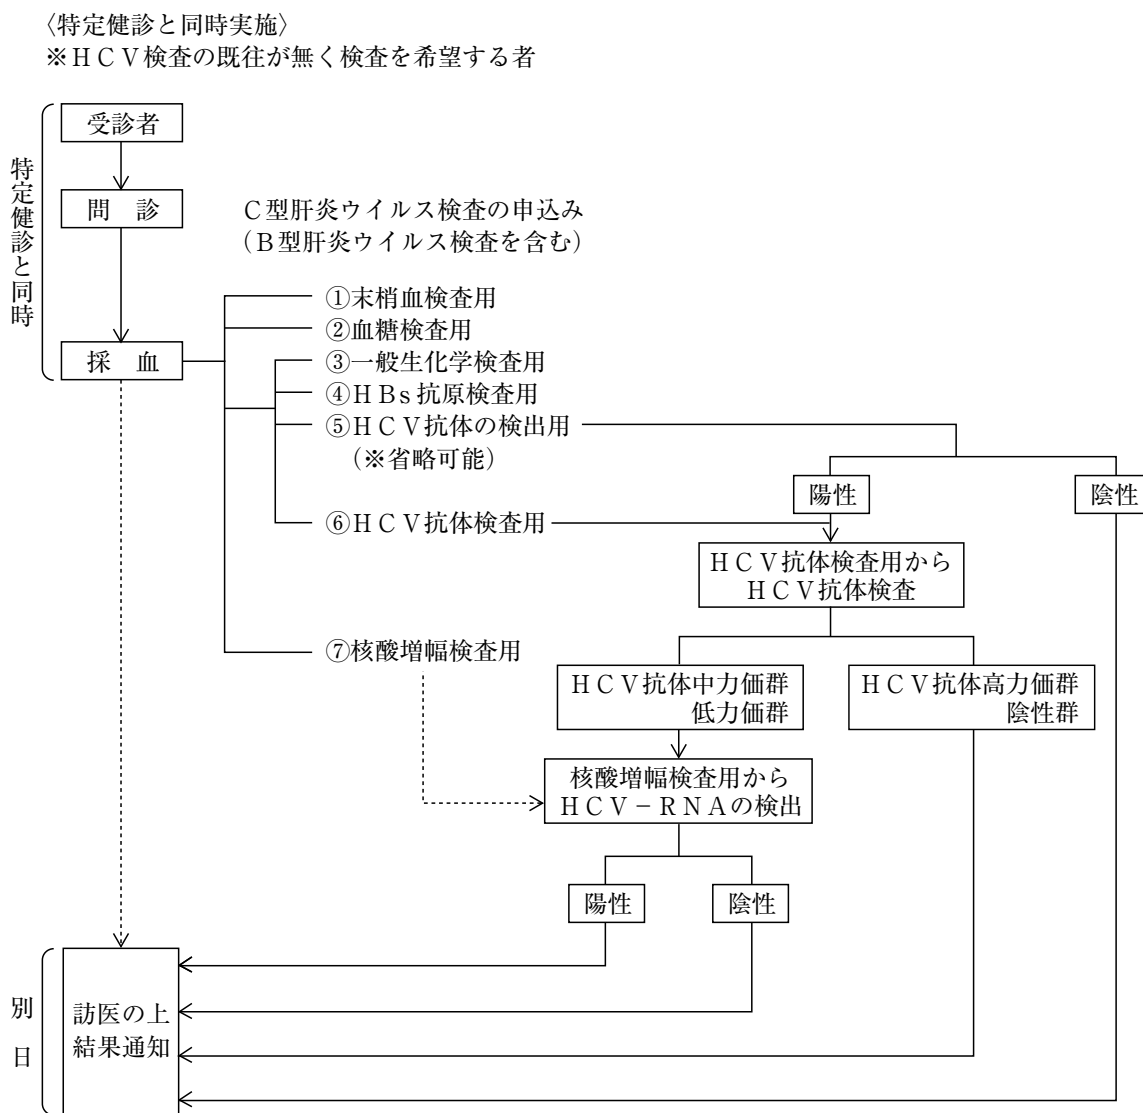 〈特定健診と同時実施〉
※ＨＣＶ検査の既往が無く検査を希望する者
特定健診と同時
受診者
問　診
Ｃ型肝炎ウイルス検査の申込み
（Ｂ型肝炎ウイルス検査を含む）
採　血
①末梢血検査用
②血糖検査用
③一般生化学検査用
④ＨＢs抗原検査用
⑤ＨＣＶ抗体の検出用
（※省略可能）
陽性
陰性
⑥ＨＣＶ抗体検査用
ＨＣＶ抗体検査用から
ＨＣＶ抗体検査
⑦核酸増幅検査用
ＨＣＶ抗体中力価群
低力価群
ＨＣＶ抗体高力価群
陰性群
核酸増幅検査用から
ＨＣＶ－ＲＮＡの検出
陽性
陰性
別日
訪医の上
結果通知